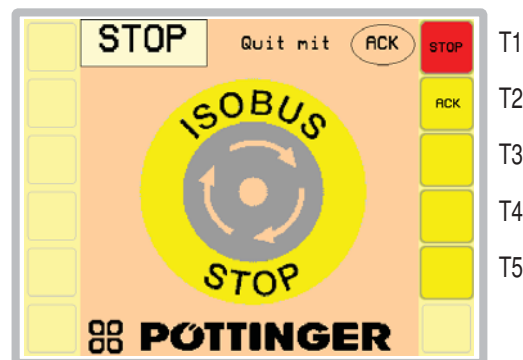 STOP Quit mit ACK STOP T1
ACK T2
T3
T4
T5
ISOBUS
STOP
PÖTTINGER